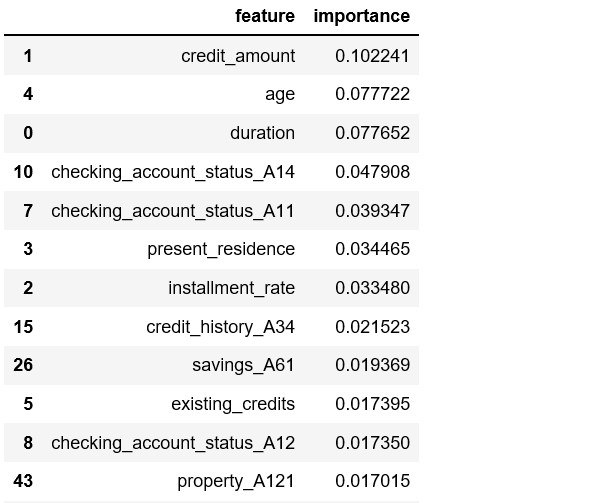 feature importance
1 credit_amount 0.102241
4 age 0.077722
0 duration 0.077652
10 checking_account_status_A14 0.047908
7 checking_account_status_A11 0.039347
3 present_residence 0.034465
2 installment_rate 0.033480
15 credit_history_A34 0.021523
26 savings_A61 0.019369
5 existing_credits 0.017395
8 checking_account_status_A12 0.017350
43 property_A121 0.017015